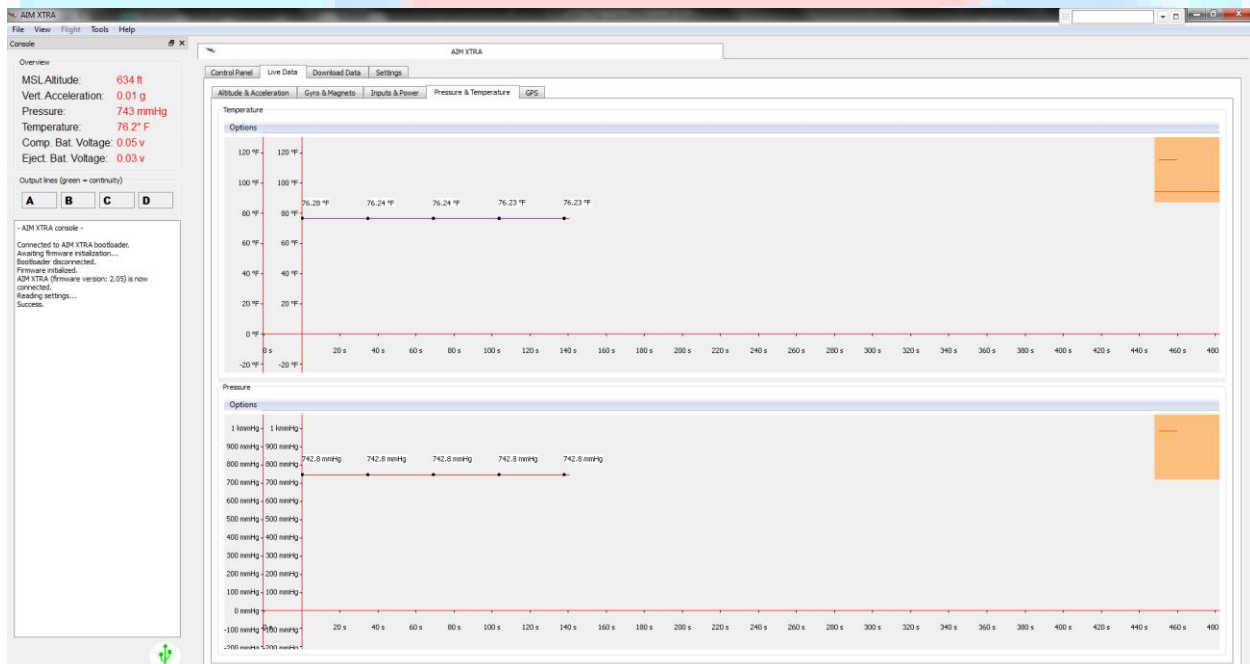 AIM XTRA
File View Flight Tools Help
Console
Overview
MSL Altitude: 634 ft
Vert. Acceleration: 0.01 g
Pressure: 743 mmHg
Temperature: 76.2° F
Comp. Bat. Voltage: 0.05 v
Eject. Bat. Voltage: 0.03 v
Output lines (green = continuity)
A B C D
- AIM XTRA console -
Connected to AIM XTRA bootloader.
Awaiting firmware initialization...
Bootloader disconnected.
Firmware initialized.
AIM XTRA (firmware version: 2.05) is now
connected.
Reading settings...
Success.
AIM XTRA
Control Panel Live Data Download Data Settings
Altitude & Acceleration Gyro & Magneto Inputs & Power Pressure & Temperature GPS
Temperature
Options
120 °F 120 °F
100 °F 100 °F
76.28 °F 76.24 °F 76.24 °F 76.23 °F 76.23 °F
80 °F 80 °F
60 °F 60 °F
40 °F 40 °F
20 °F 20 °F
0 °F
0 s 20 s 40 s 60 s 80 s 100 s 120 s 140 s 160 s 180 s 200 s 220 s 240 s 260 s 280 s 300 s 320 s 340 s 360 s 380 s 400 s 420 s 440 s 460 s 480
-20 °F -20 °F
Pressure
Options
1 kmmHg 1 kmmHg
900 mmHg 900 mmHg
742.8 mmHg 742.8 mmHg 742.8 mmHg 742.8 mmHg 742.8 mmHg
800 mmHg 800 mmHg
700 mmHg 700 mmHg
600 mmHg 600 mmHg
500 mmHg 500 mmHg
400 mmHg 400 mmHg
300 mmHg 300 mmHg
200 mmHg 200 mmHg
100 mmHg 100 mmHg
0 mmHg
0 s 20 s 40 s 60 s 80 s 100 s 120 s 140 s 160 s 180 s 200 s 220 s 240 s 260 s 280 s 300 s 320 s 340 s 360 s 380 s 400 s 420 s 440 s 460 s 480
-100 mmHg -100 mmHg
-200 mmHg -200 mmHg